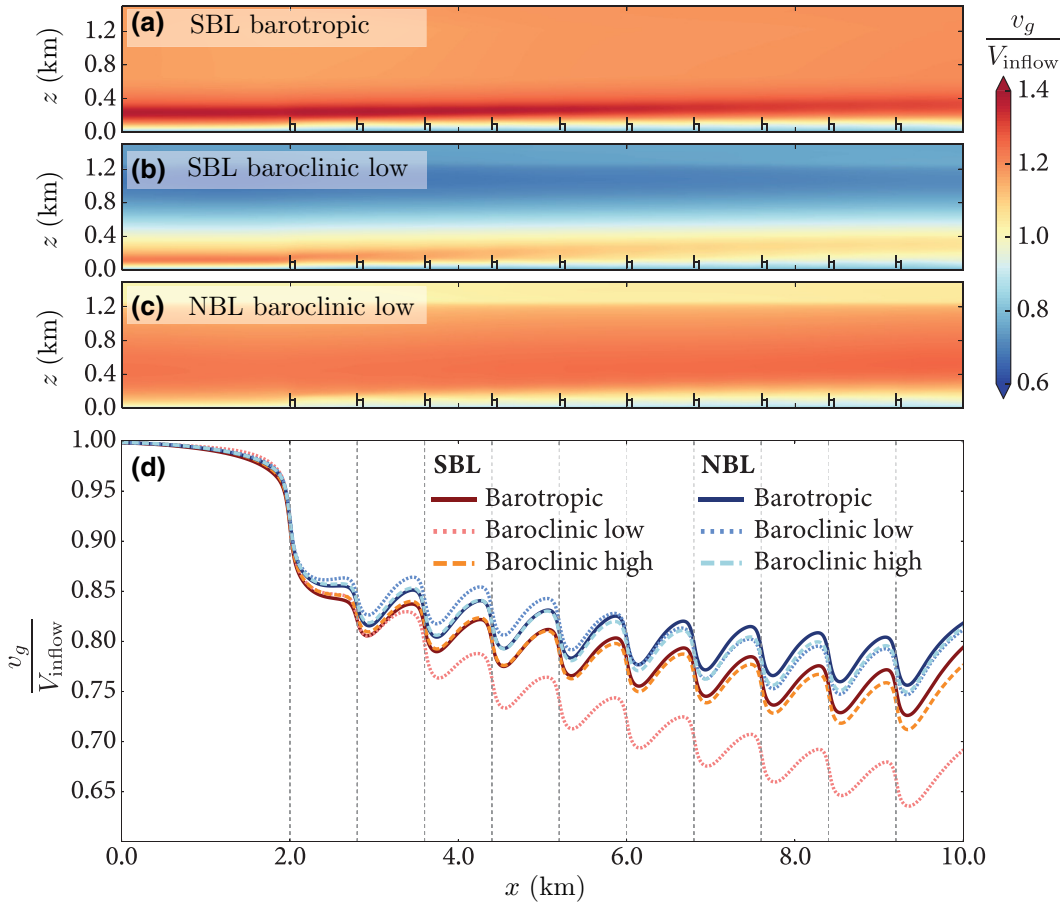 (a) SBL barotropic
z (km)
1.2
0.8
0.4
0.0
(b) SBL baroclinic low
z (km)
1.2
0.8
0.4
0.0
(c) NBL baroclinic low
z (km)
1.2
0.8
0.4
0.0
v_g
V_inflow
1.4
1.2
1.0
0.8
0.6
(d)
SBL
Barotropic
Baroclinic low
Baroclinic high
NBL
Barotropic
Baroclinic low
Baroclinic high
v_g
V_inflow
1.00
0.95
0.90
0.85
0.80
0.75
0.70
0.65
0.0 2.0 4.0 6.0 8.0 10.0
x (km)